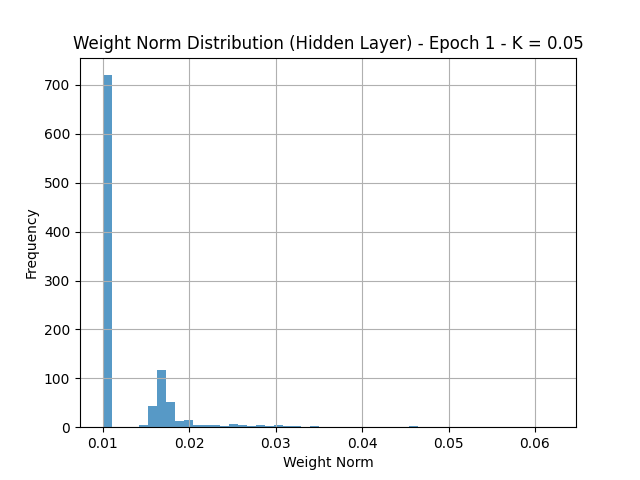 Weight Norm Distribution (Hidden Layer) - Epoch 1 - K = 0.05
700
600
500
400
300
200
100
0
Frequency
0.01 0.02 0.03 0.04 0.05 0.06
Weight Norm